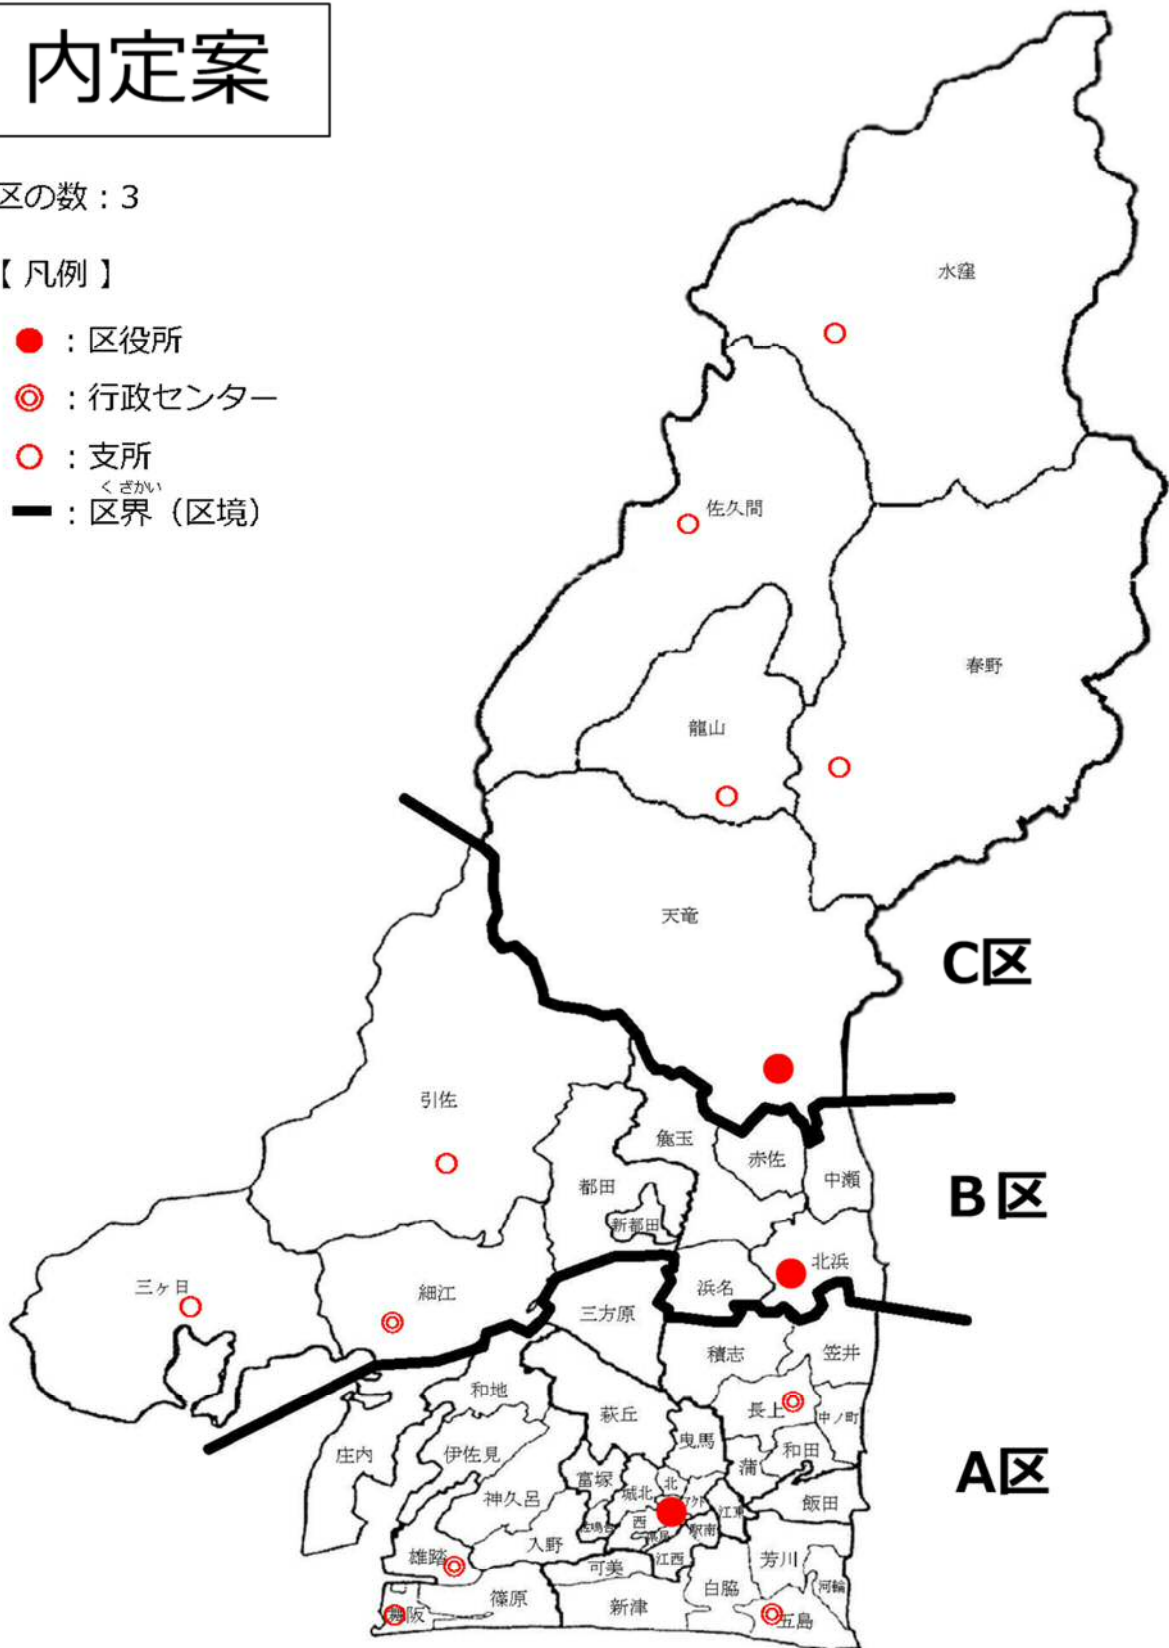 内定案
区の数：3
【 凡例 】
：区役所
：行政センター
：支所
くざかい
：区界（区境）
水窪
佐久間
春野
龍山
天竜
C区
引佐
麁玉
赤佐
中瀬
都田
B区
新都田
北浜
三ヶ日
細江
浜名
三方原
積志
笠井
和地
長上
中ノ町
萩丘
曳馬
庄内
伊佐見
和田
蒲
A区
富塚
北
城北
神久呂
アクト
飯田
江東
西
駅南
佐鳴台
入野
芳川
雄踏
江西
可美
白脇
河輪
篠原
新津
舞阪
五島